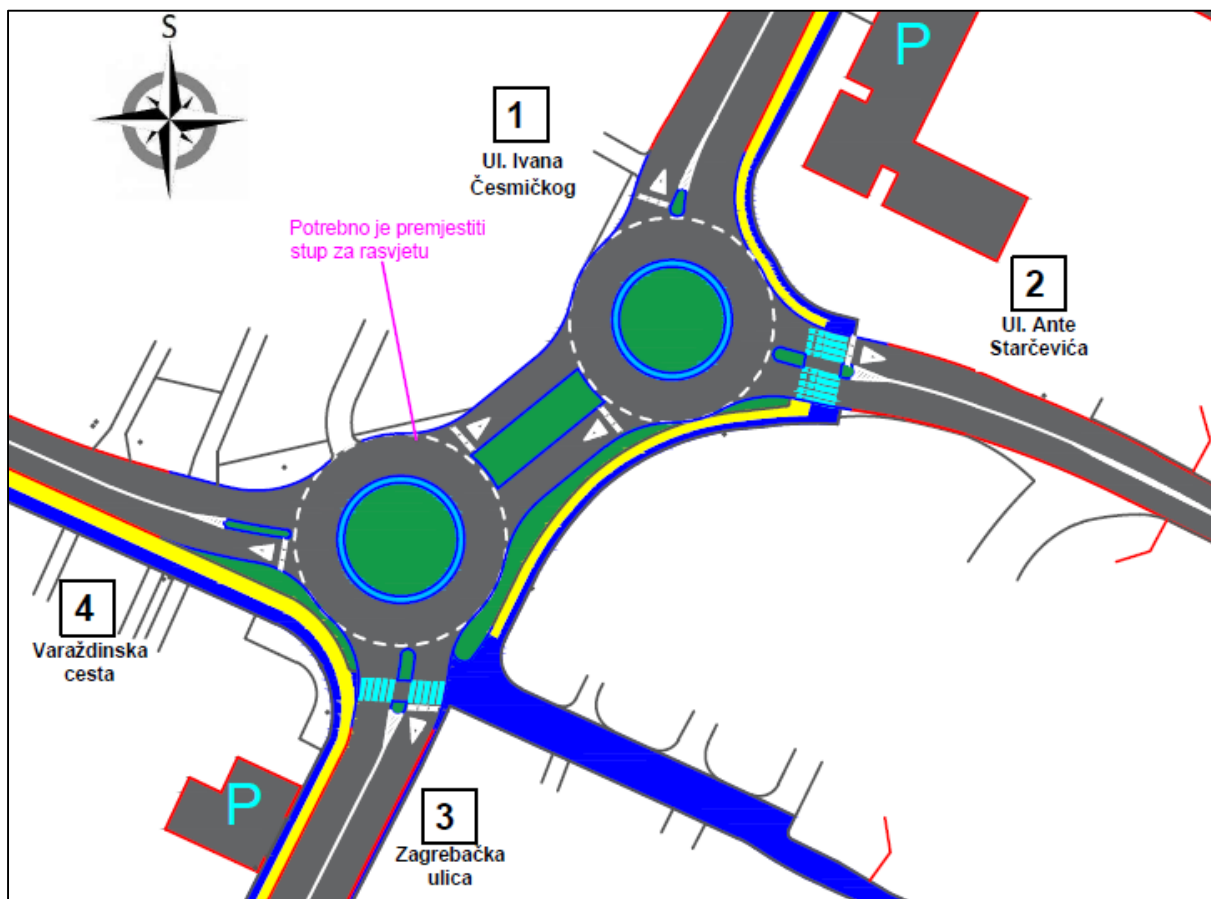 S
P
1
Ul. Ivana
Česmičkog
Potrebno je premjestiti
stup za rasvjetu
2
Ul. Ante
Starčevića
4
Varaždinska
cesta
P
3
Zagrebačka
ulica